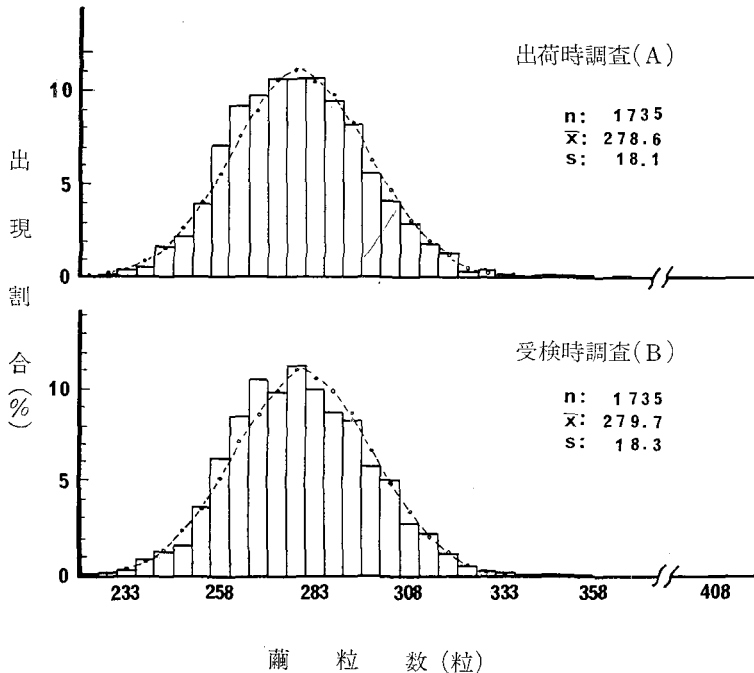 出現割合(%)
出荷時調査(A)
n: 1735
x̄: 278.6
s: 18.1
10
5
0
受検時調査(B)
n: 1735
x̄: 279.7
s: 18.3
10
5
0
233 258 283 308 333 358 408
繭粒数(粒)